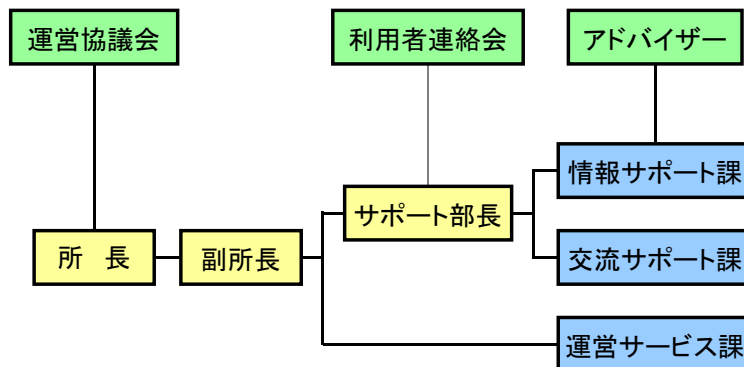 運営協議会
利用者連絡会
アドバイザー
情報サポート課
サポート部長
所　長
副所長
交流サポート課
運営サービス課